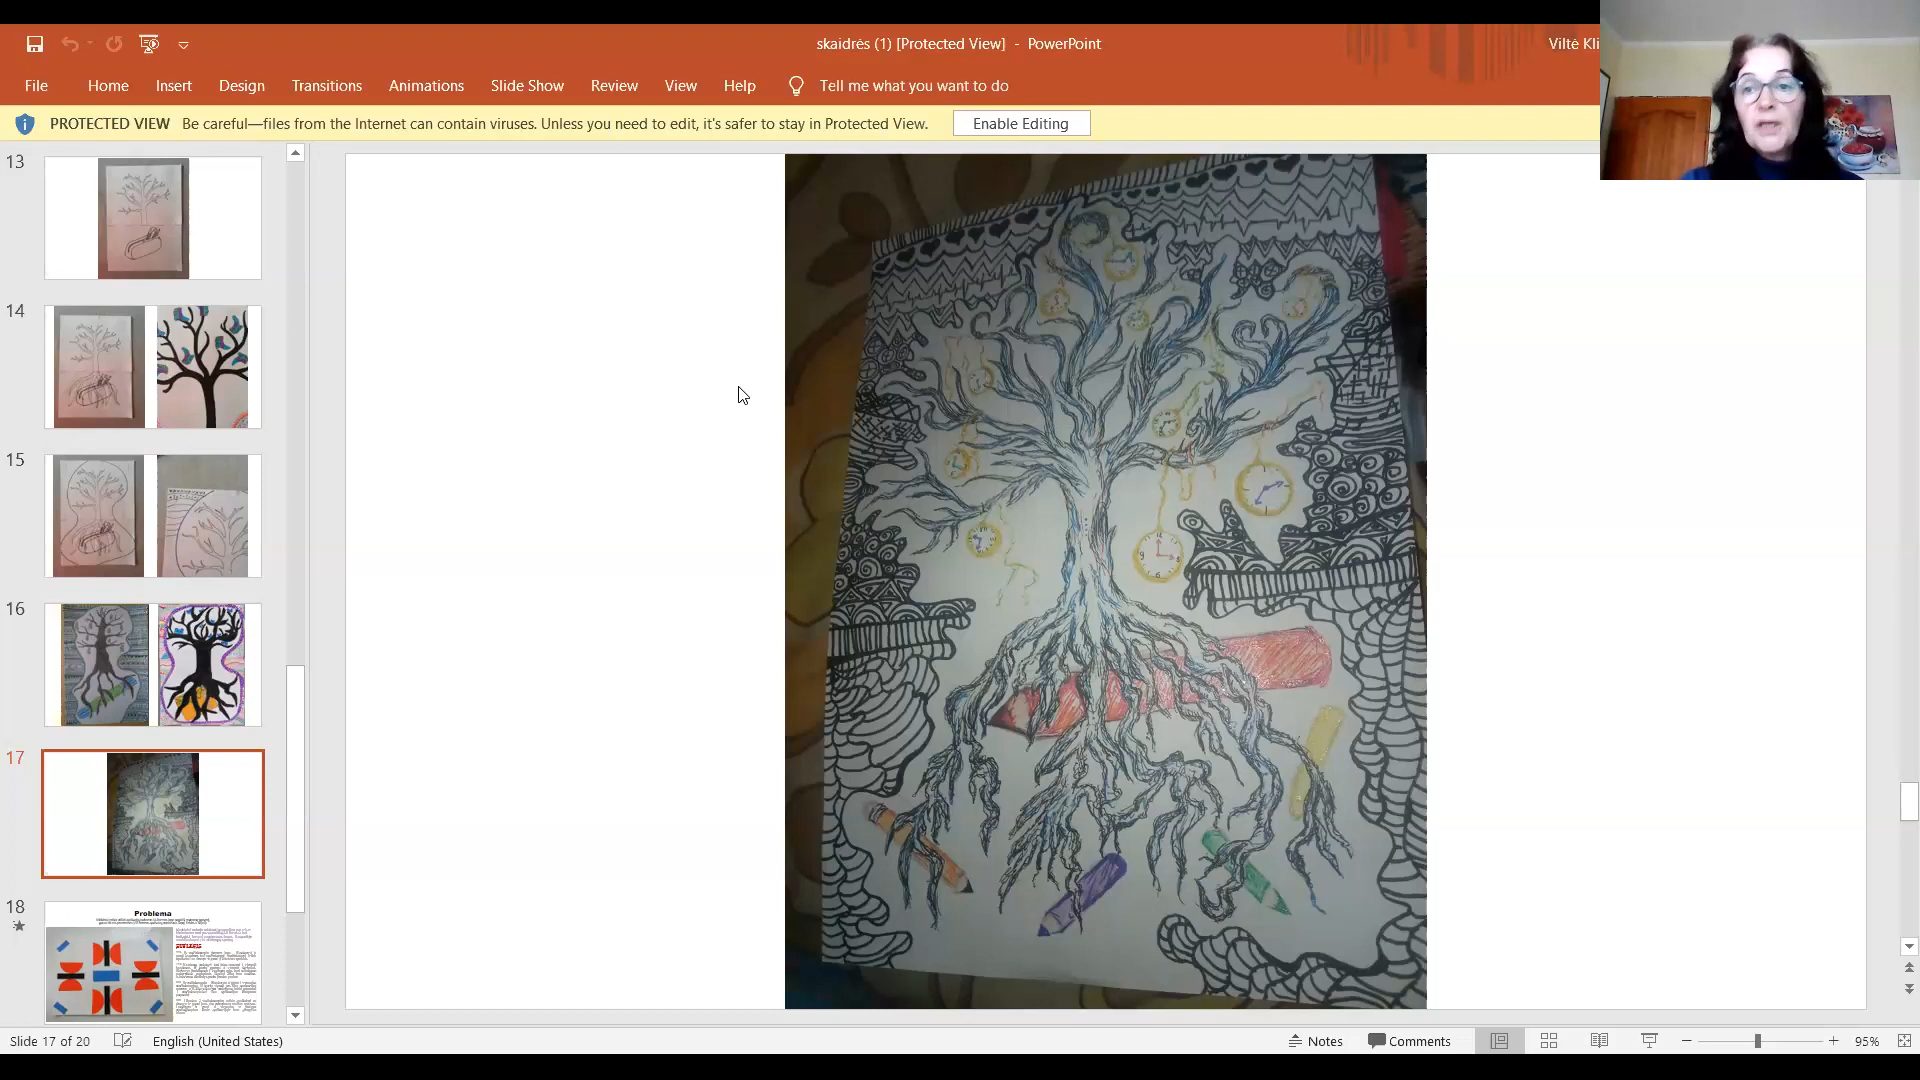 skaidrės (1) [Protected View] - PowerPoint
Viltė Kli
File Home Insert Design Transitions Animations Slide Show Review View Help Tell me what you want to do
PROTECTED VIEW Be careful—files from the Internet can contain viruses. Unless you need to edit, it's safer to stay in Protected View. Enable Editing
13
14
15
16
17
18
Problema
Slide 17 of 20 English (United States) Notes Comments 95%